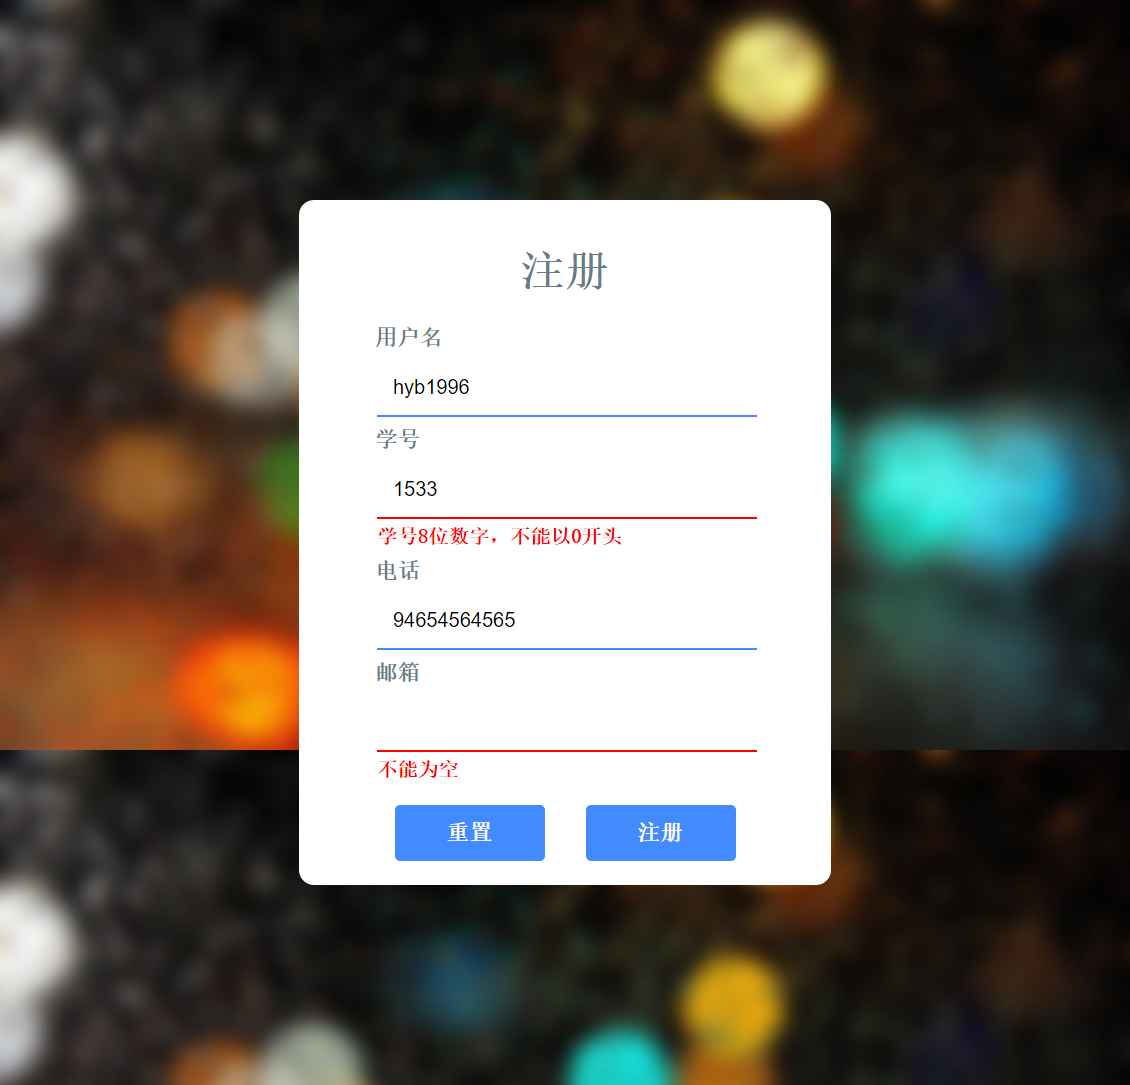 注册
用户名
hyb1996
学号
1533
学号8位数字，不能以0开头
电话
94654564565
邮箱
不能为空
重置 注册